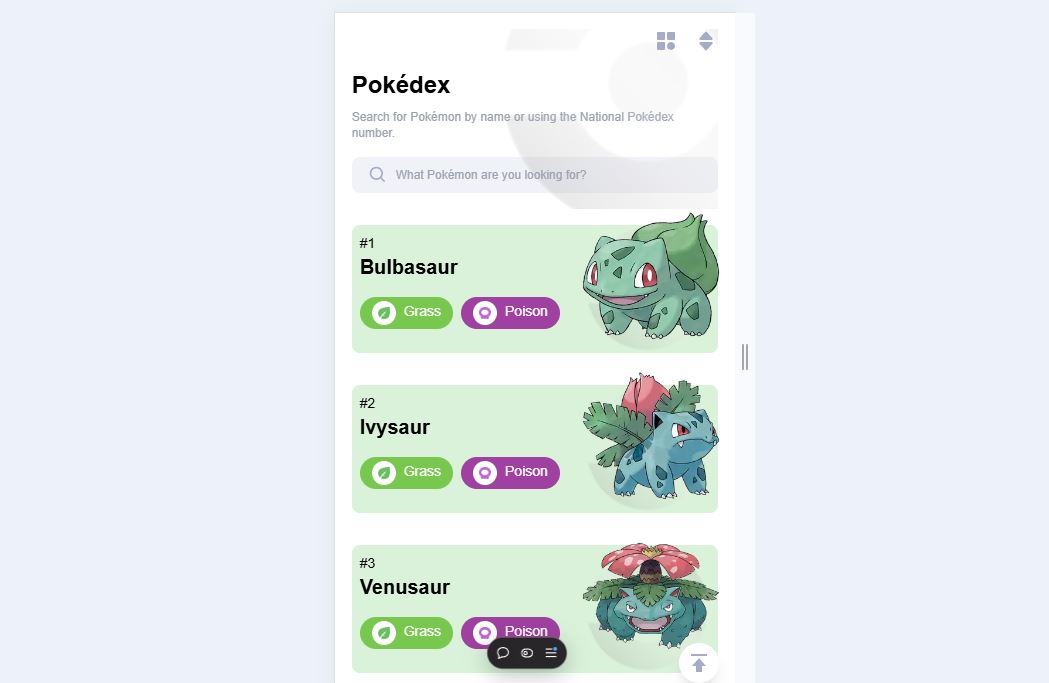 Pokédex
Search for Pokémon by name or using the National Pokédex
number.
What Pokémon are you looking for?
#1
Bulbasaur
Grass Poison
#2
Ivysaur
Grass Poison
#3
Venusaur
Grass Poison